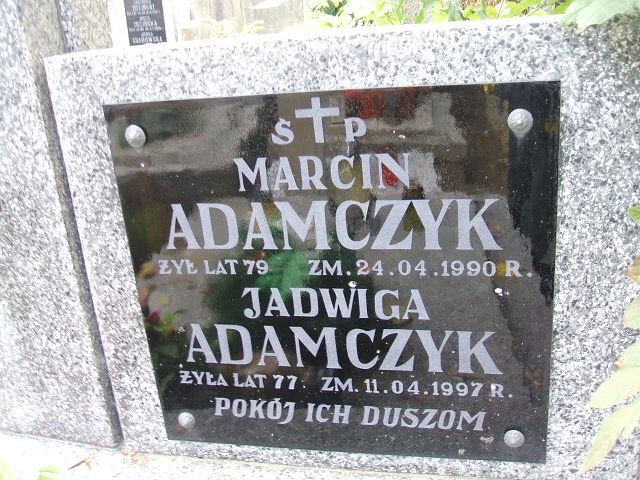 Ś P
MARCIN
ADAMCZYK
ŻYŁ LAT 79 ZM. 24.04.1990 R.
JADWIGA
ADAMCZYK
ŻYŁA LAT 77 ZM. 11.04.1997 R.
POKÓJ ICH DUSZOM